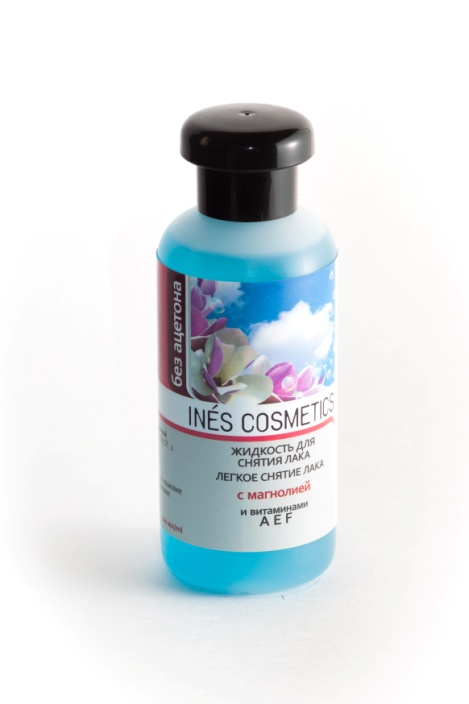 без ацетона
INÉS COSMETICS
ЖИДКОСТЬ ДЛЯ
СНЯТИЯ ЛАКА
ЛЕГКОЕ СНЯТИЕ ЛАКА
с магнолией
и витаминами
A E F